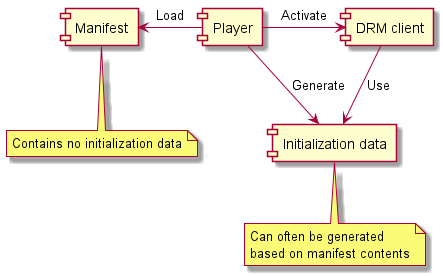 Load
Activate
Manifest
Player
DRM client
Generate
Use
Contains no initialization data
Initialization data
Can often be generated
based on manifest contents